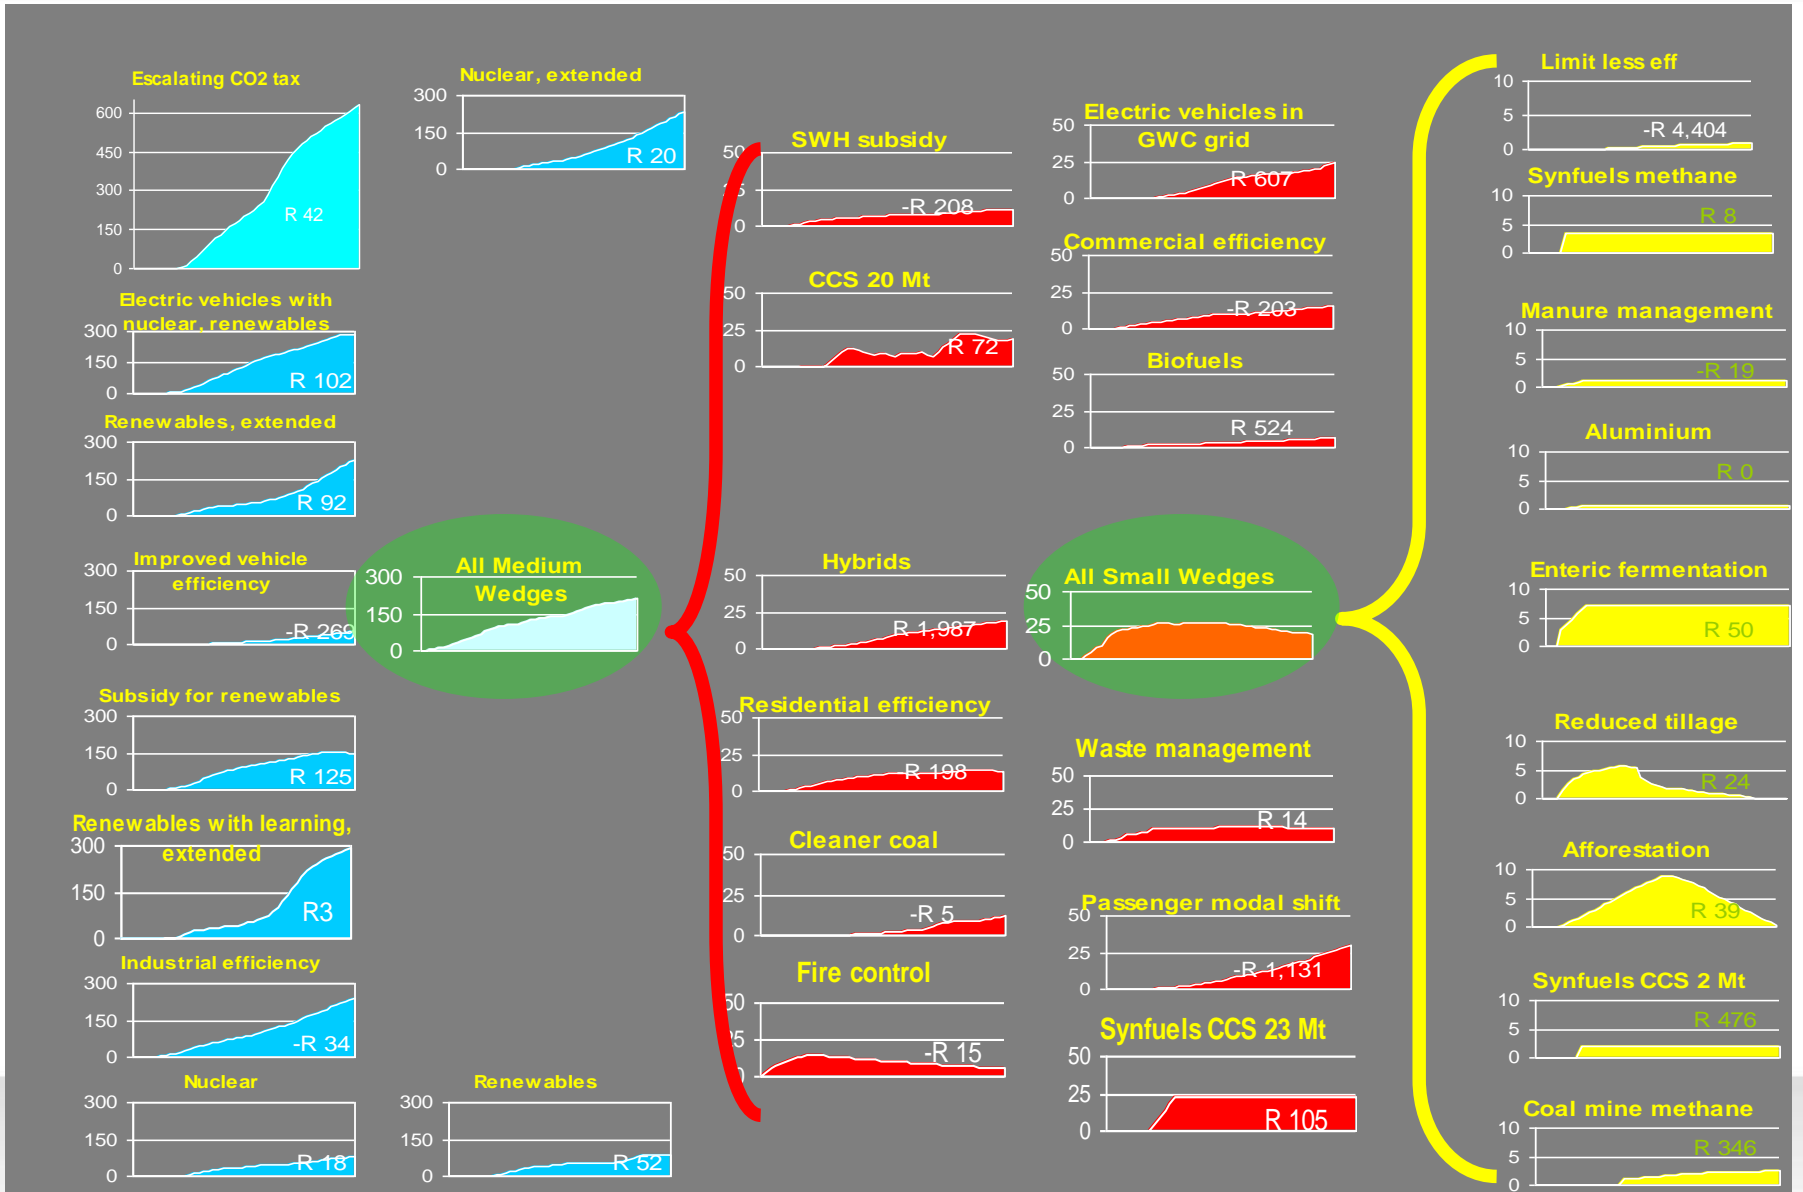 Escalating CO2 tax
600
450
300
150
0
R 42
Nuclear, extended
300
150
0
R 20
Electric vehicles with
nuclear, renewables
300
150
0
R 102
Renewables, extended
300
150
0
R 92
Improved vehicle
efficiency
300
150
0
-R 269
All Medium
Wedges
300
150
0
Subsidy for renewables
300
150
0
R 125
Renewables with learning,
extended
300
150
0
R3
Industrial efficiency
300
150
0
-R 34
Nuclear
300
150
0
R 18
Renewables
300
150
0
R 52
SWH subsidy
50
25
0
-R 208
CCS 20 Mt
50
25
0
R 72
Hybrids
50
25
0
R 1,987
Residential efficiency
50
25
0
-R 198
Cleaner coal
50
25
0
-R 5
Fire control
50
25
0
-R 15
Electric vehicles in
GWC grid
50
25
0
R 607
Commercial efficiency
50
25
0
-R 203
Biofuels
50
25
0
R 524
All Small Wedges
50
25
0
Waste management
50
25
0
R 14
Passenger modal shift
50
25
0
-R 1,131
Synfuels CCS 23 Mt
50
25
0
R 105
Limit less eff
10
5
0
-R 4,404
Synfuels methane
10
5
0
R 8
Manure management
10
5
0
-R 19
Aluminium
10
5
0
R 0
Enteric fermentation
10
5
0
R 50
Reduced tillage
10
5
0
R 24
Afforestation
10
5
0
R 39
Synfuels CCS 2 Mt
10
5
0
R 476
Coal mine methane
10
5
0
R 346